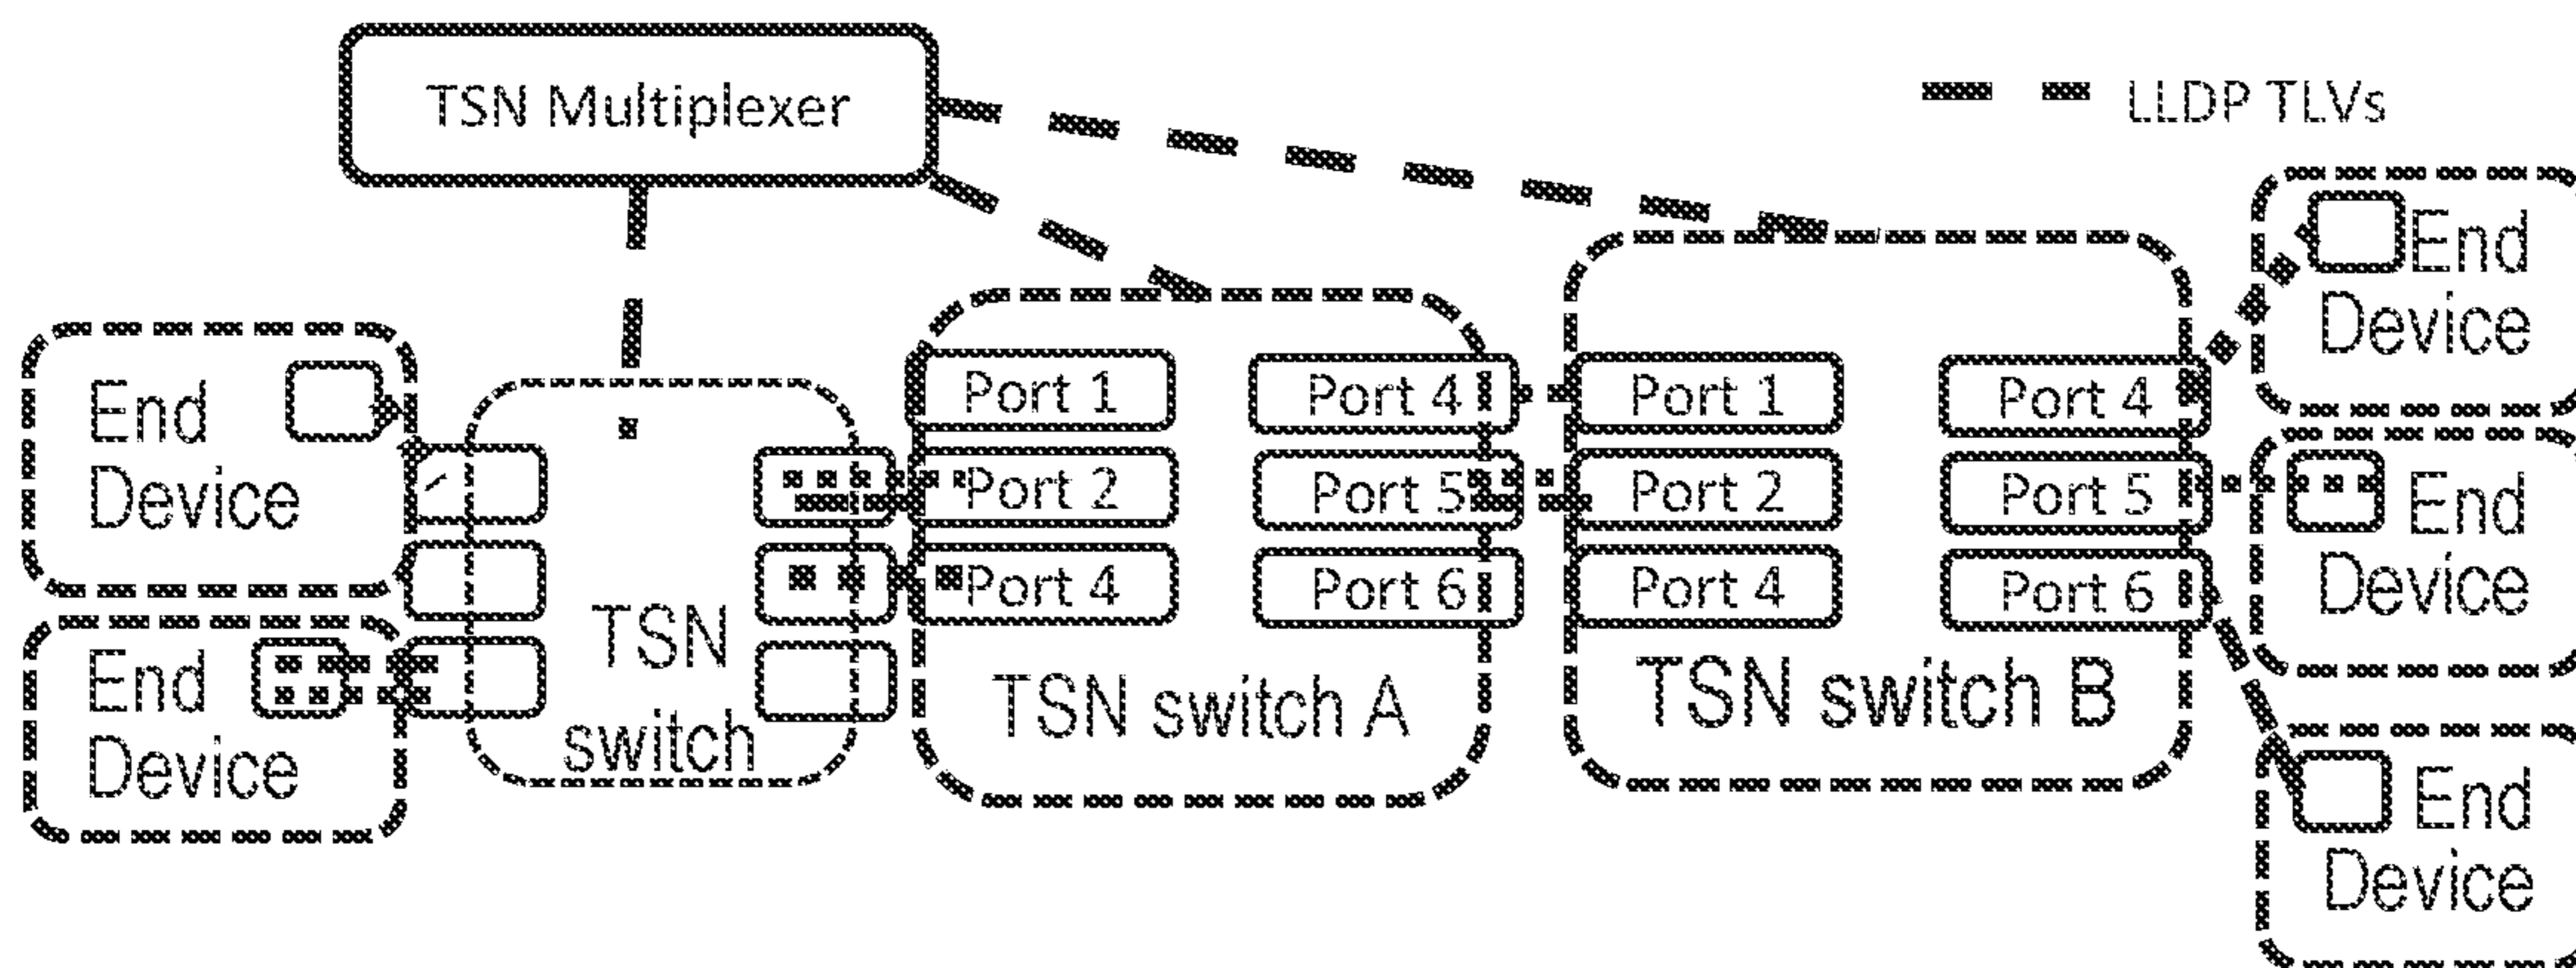 TSN Multiplexer
LLDP TLVs
End
Device
End
Device
TSN
switch
Port 1
Port 2
Port 4
Port 4
Port 5
Port 6
TSN switch A
Port 1
Port 2
Port 4
Port 4
Port 5
Port 6
TSN switch B
End
Device
End
Device
End
Device